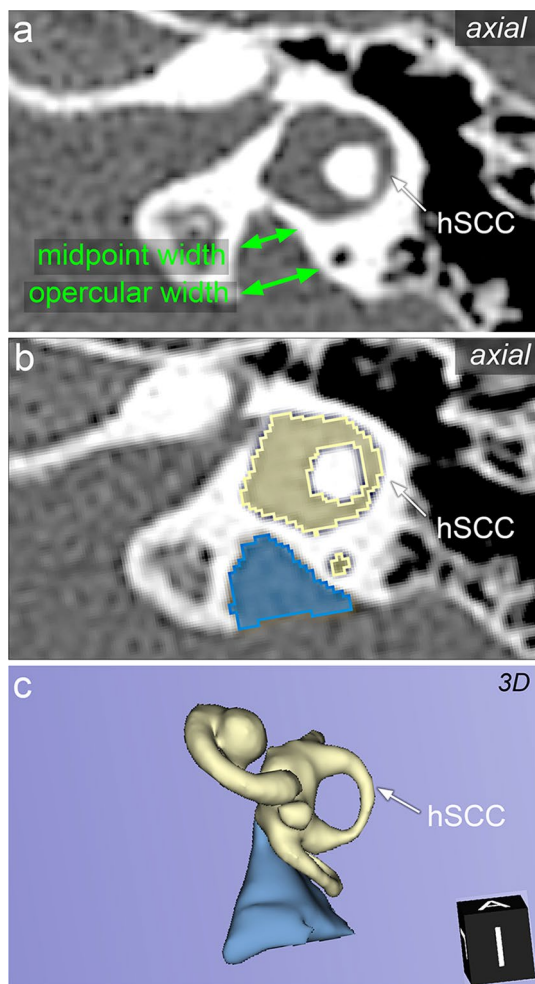 a
axial
hSCC
midpoint width
opercular width
b
axial
hSCC
c
3D
hSCC
A
I